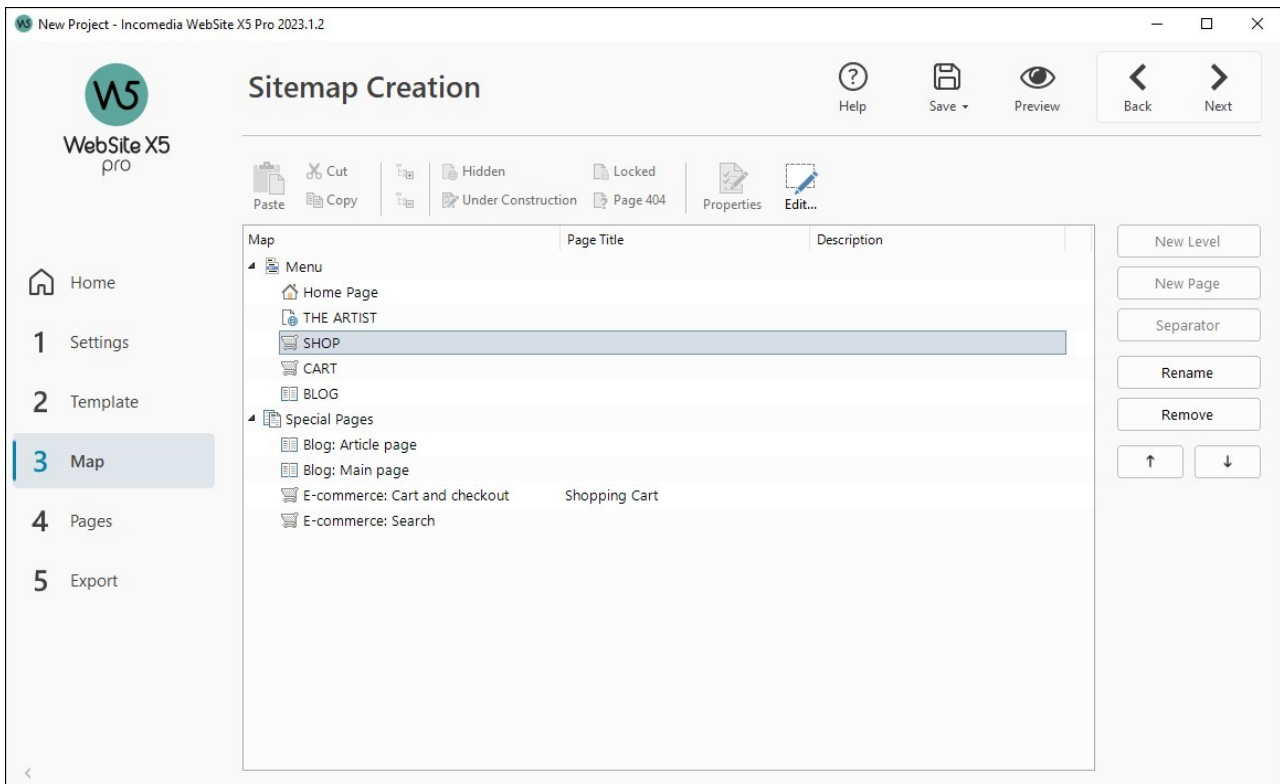 New Project - Incomedia WebSite X5 Pro 2023.1.2
W5
WebSite X5
pro
Sitemap Creation
Help
Save
Preview
Back
Next
Paste
Cut
Copy
Hidden
Under Construction
Locked
Page 404
Properties
Edit...
Home
1 Settings
2 Template
3 Map
4 Pages
5 Export
Map Page Title Description
Menu
Home Page
THE ARTIST
SHOP
CART
BLOG
Special Pages
Blog: Article page
Blog: Main page
E-commerce: Cart and checkout Shopping Cart
E-commerce: Search
New Level
New Page
Separator
Rename
Remove